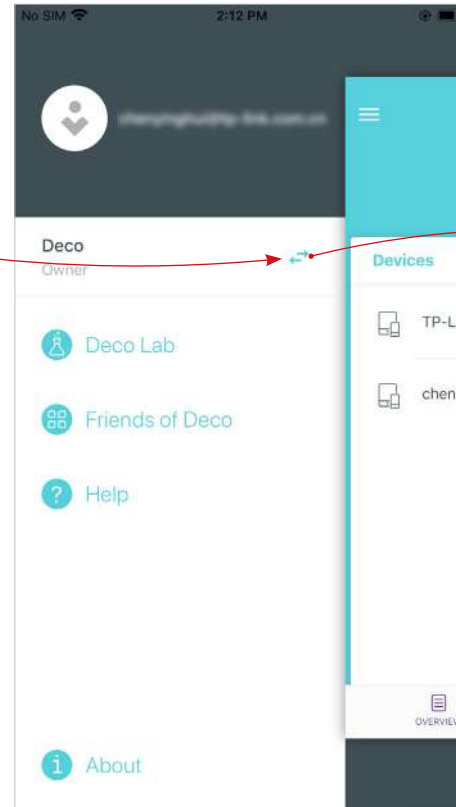 No SIM 2:12 PM
Deco
Owner
Devices
Deco Lab
TP-L
chen
Friends of Deco
Help
OVERVIEW
About